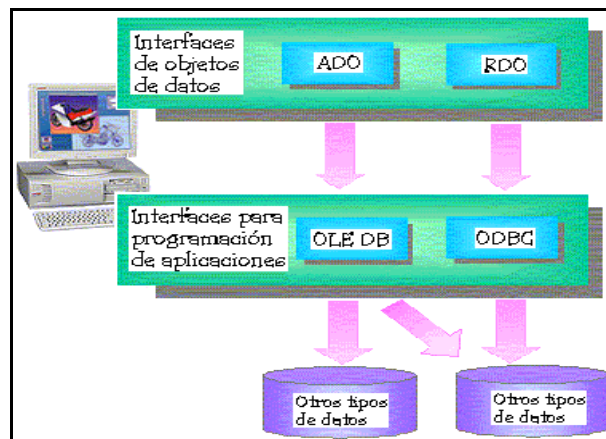 Interfaces
de objetos
de datos
ADO
RDO
Interfaces para
programación
de aplicaciones
OLE DB
ODBC
Otros tipos
de datos
Otros tipos
de datos